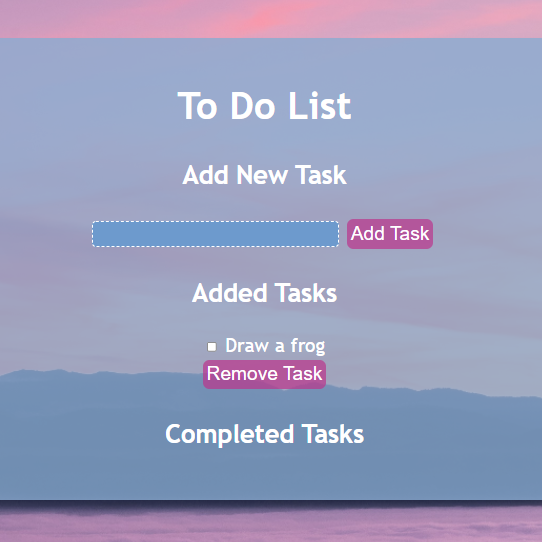 To Do List
Add New Task
Add Task
Added Tasks
Draw a frog
Remove Task
Completed Tasks